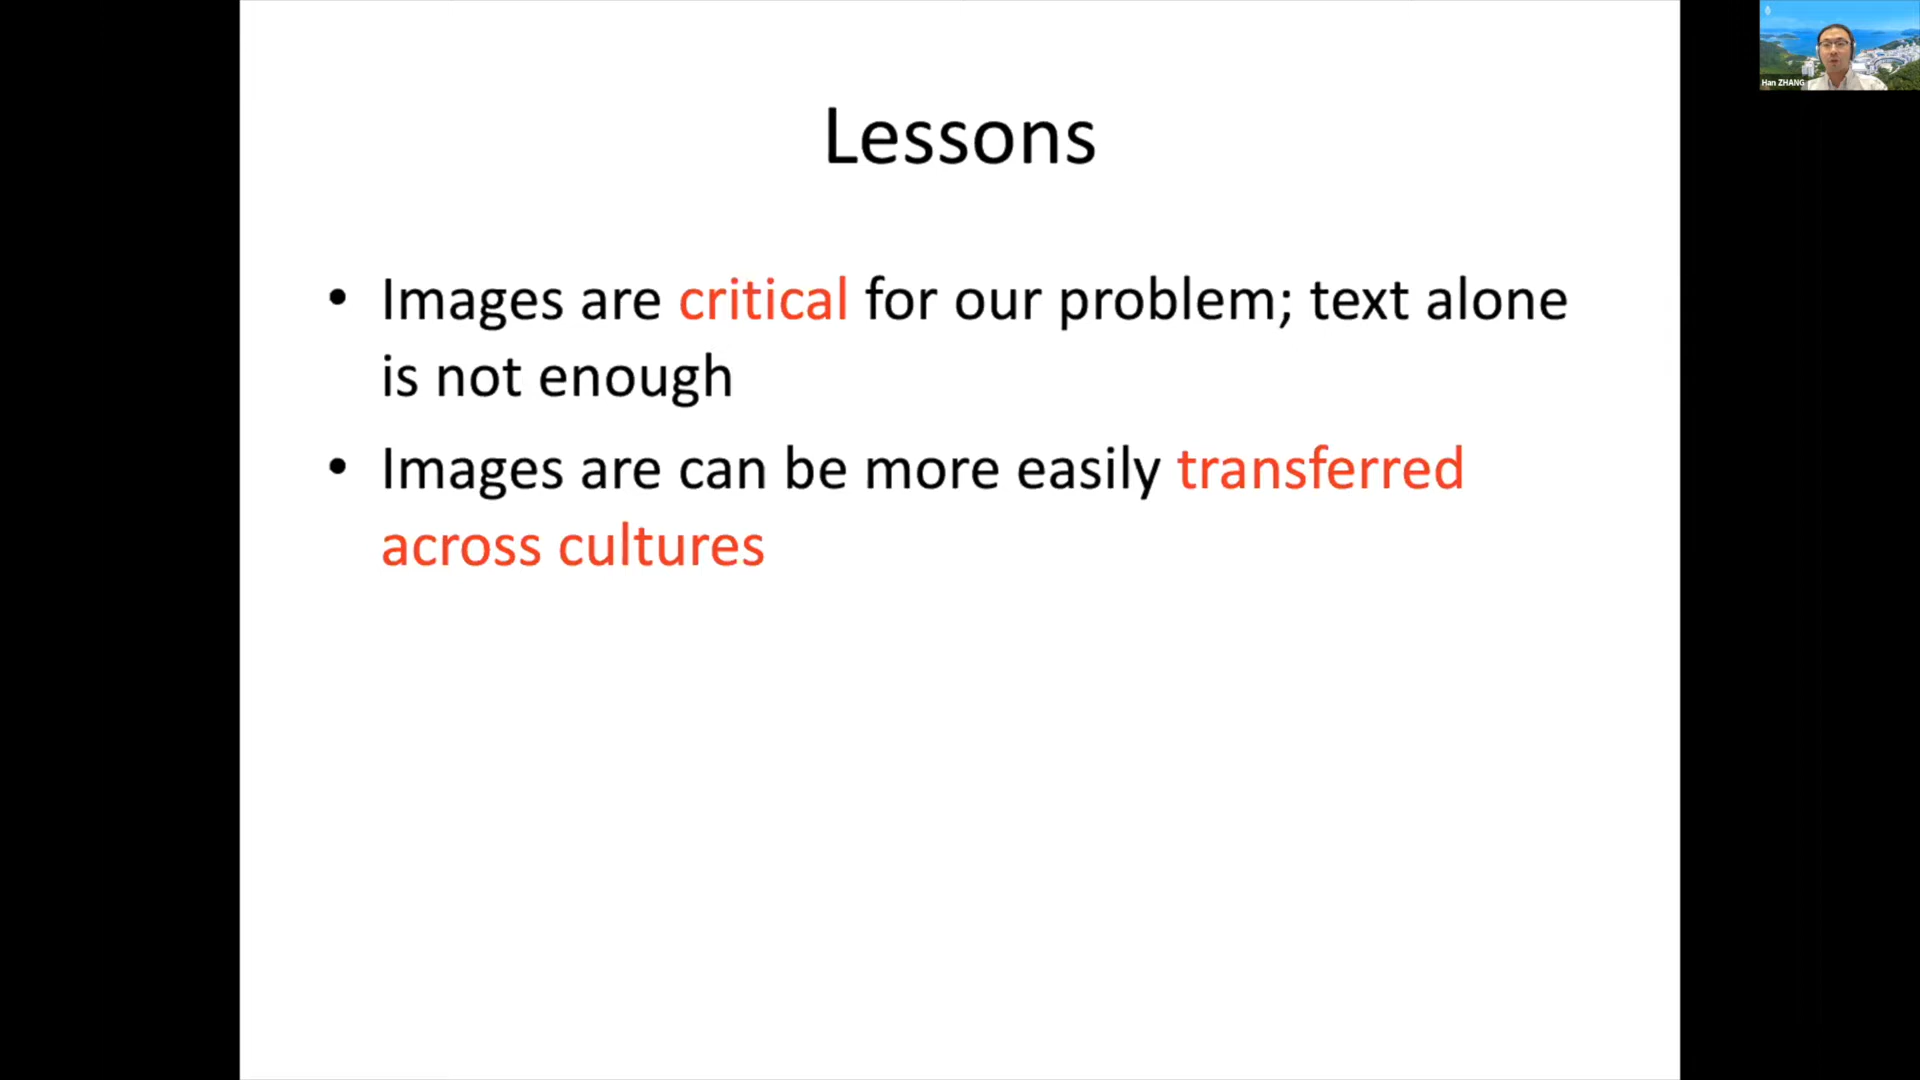 Lessons
• Images are critical for our problem; text alone
is not enough
• Images are can be more easily transferred
across cultures
Han ZHANG